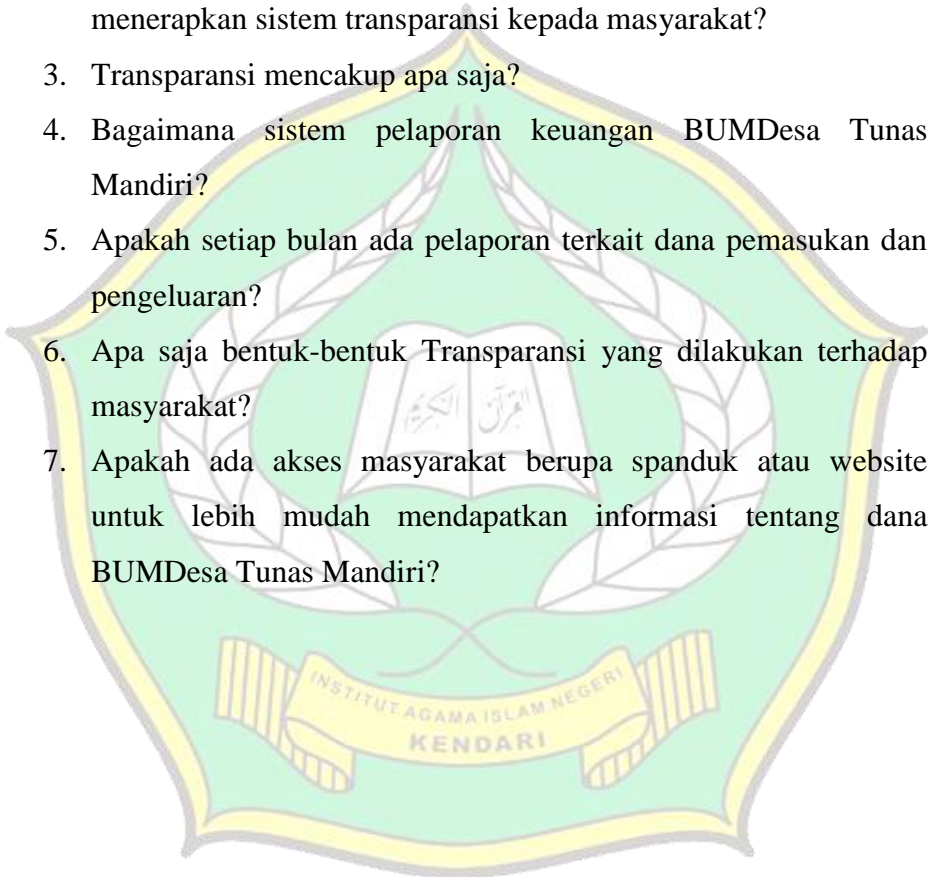 menerapkan sistem transparansi kepada masyarakat?
3. Transparansi mencakup apa saja?
4. Bagaimana sistem pelaporan keuangan BUMDesa Tunas
Mandiri?
5. Apakah setiap bulan ada pelaporan terkait dana pemasukan dan
pengeluaran?
6. Apa saja bentuk-bentuk Transparansi yang dilakukan terhadap
masyarakat?
القرآن الكريم
7. Apakah ada akses masyarakat berupa spanduk atau website
untuk lebih mudah mendapatkan informasi tentang dana
BUMDesa Tunas Mandiri?
INSTITUT AGAMA ISLAM NEGERI
KENDARI